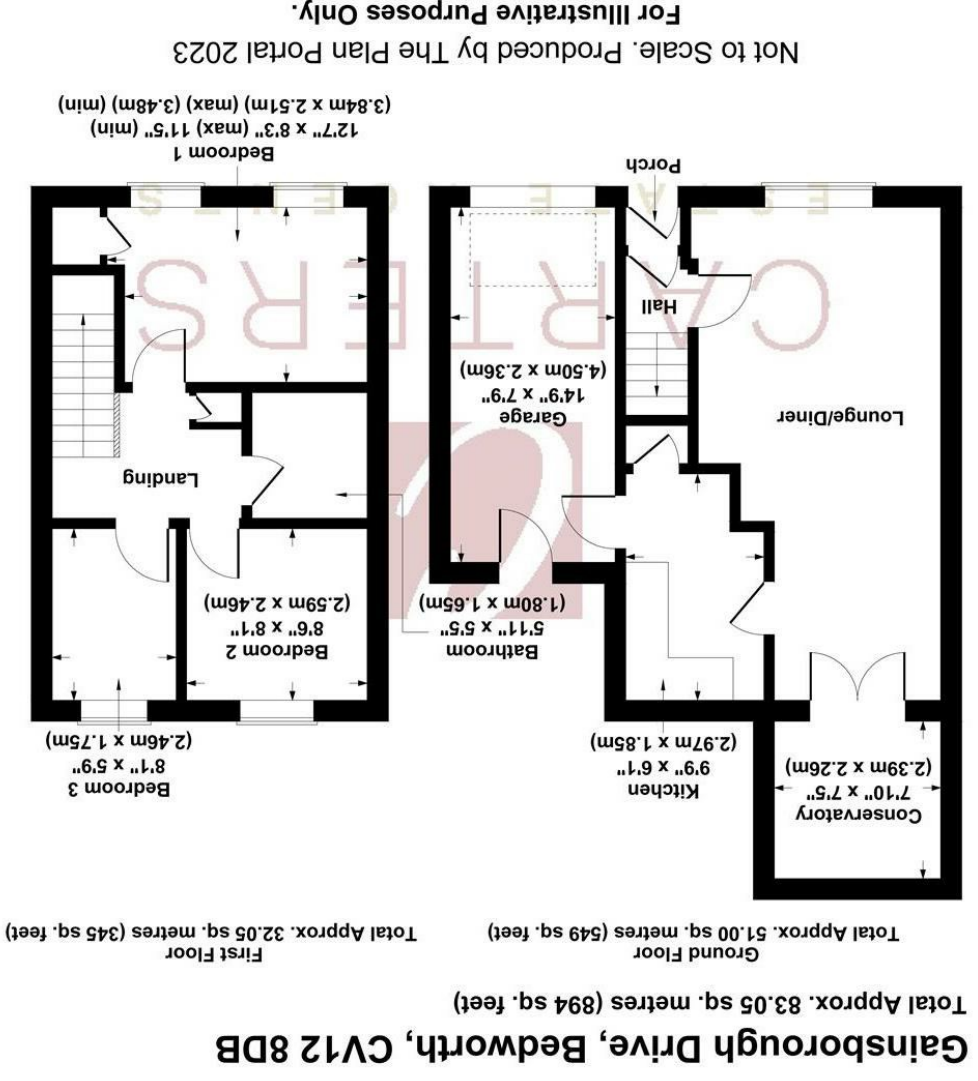 Gainsborough Drive, Bedworth, CV12 8DB
Total Approx. 83.05 sq. metres (894 sq. feet)
Ground Floor
Total Approx. 51.00 sq. metres (549 sq. feet)
First Floor
Total Approx. 32.05 sq. metres (345 sq. feet)
Conservatory
7'10" x 7'5"
(2.39m x 2.26m)
Kitchen
9'9" x 6'1"
(2.97m x 1.85m)
Bedroom 3
8'1" x 5'9"
(2.46m x 1.75m)
Bathroom
5'11" x 5'5"
(1.80m x 1.65m)
Bedroom 2
8'6" x 8'1"
(2.59m x 2.46m)
Landing
Lounge/Diner
Garage
14'9" x 7'9"
(4.50m x 2.36m)
Hall
CARTERS
ESTATE AGENTS
Porch
Bedroom 1
12'7" x 8'3" (max) 11'5" (min)
(3.84m x 2.51m) (max) (3.48m) (min)
Not to Scale. Produced by The Plan Portal 2023
For Illustrative Purposes Only.